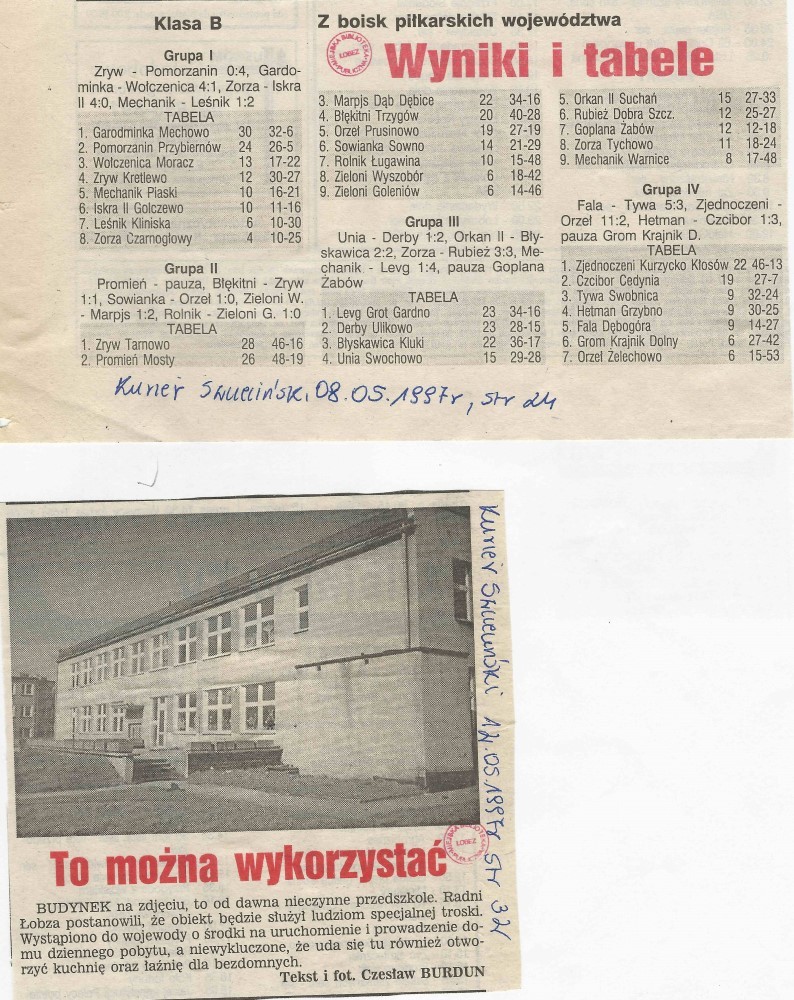 Klasa B
Grupa I
Zryw - Pomorzanin 0:4, Gardo-
minka - Wołczenica 4:1, Zorza - Iskra
II 4:0, Mechanik - Leśnik 1:2
TABELA
1. Garodminka Mechowo 30 32-6
2. Pomorzanin Przybiernów 24 26-5
3. Wołczenica Moracz 13 17-22
4. Zryw Kretlewo 12 30-27
5. Mechanik Piaski 10 16-21
6. Iskra II Golczewo 10 11-16
7. Leśnik Kliniska 6 10-30
8. Zorza Czarnogłowy 4 10-25
Grupa II
Promień - pauza, Błękitni - Zryw
1:1, Sowianka - Orzeł 1:0, Zieloni W.
- Marpjs 1:2, Rolnik - Zieloni G. 1:0
TABELA
1. Zryw Tarnowo 28 46-16
2. Promień Mosty 26 48-19
Z boisk piłkarskich województwa
Wyniki i tabele
MIEJSKA BIBLIOTEKA PUBLICZNA
ŁOBEZ
3. Marpjs Dąb Dębice 22 34-16
4. Błękitni Trzygłów 20 40-28
5. Orzeł Prusinowo 19 27-19
6. Sowianka Sowno 14 21-29
7. Rolnik Ługawina 10 15-48
8. Zieloni Wyszobór 6 18-42
9. Zieloni Goleniów 6 14-46
Grupa III
Unia - Derby 1:2, Orkan II - Bły-
skawica 2:2, Zorza - Rubież 3:3, Me-
chanik - Levg 1:4, pauza Goplana
Żabów
TABELA
1. Levg Grot Gardno 23 34-16
2. Derby Ulikowo 23 28-15
3. Błyskawica Kluki 22 36-17
4. Unia Swochowo 15 29-28
5. Orkan II Suchań 15 27-33
6. Rubież Dobra Szcz. 12 25-27
7. Goplana Żabów 12 12-18
8. Zorza Tychowo 11 18-24
9. Mechanik Warnice 8 17-48
Grupa IV
Fala - Tywa 5:3, Zjednoczeni -
Orzeł 11:2, Hetman - Czcibor 1:3,
pauza Grom Krajnik D.
TABELA
1. Zjednoczeni Kurzycko Kłosów 22 46-13
2. Czcibor Cedynia 19 27-7
3. Tywa Swobnica 9 32-24
4. Hetman Grzybno 9 30-25
5. Fala Dębogóra 9 14-27
6. Grom Krajnik Dolny 6 27-42
7. Orzeł Żelechowo 6 15-53
Kurier Szczeciński, 08.05.1997r, str 24
Kurier Szczeciński 12.05.1997r str 32
To można wykorzystać
MIEJSKA BIBLIOTEKA PUBLICZNA
ŁOBEZ
BUDYNEK na zdjęciu, to od dawna nieczynne przedszkole. Radni
Łobza postanowili, że obiekt będzie służył ludziom specjalnej troski.
Wystąpiono do wojewody o środki na uruchomienie i prowadzenie do-
mu dziennego pobytu, a niewykluczone, że uda się tu również otwo-
rzyć kuchnię oraz łaźnię dla bezdomnych.
Tekst i fot. Czesław BURDUN